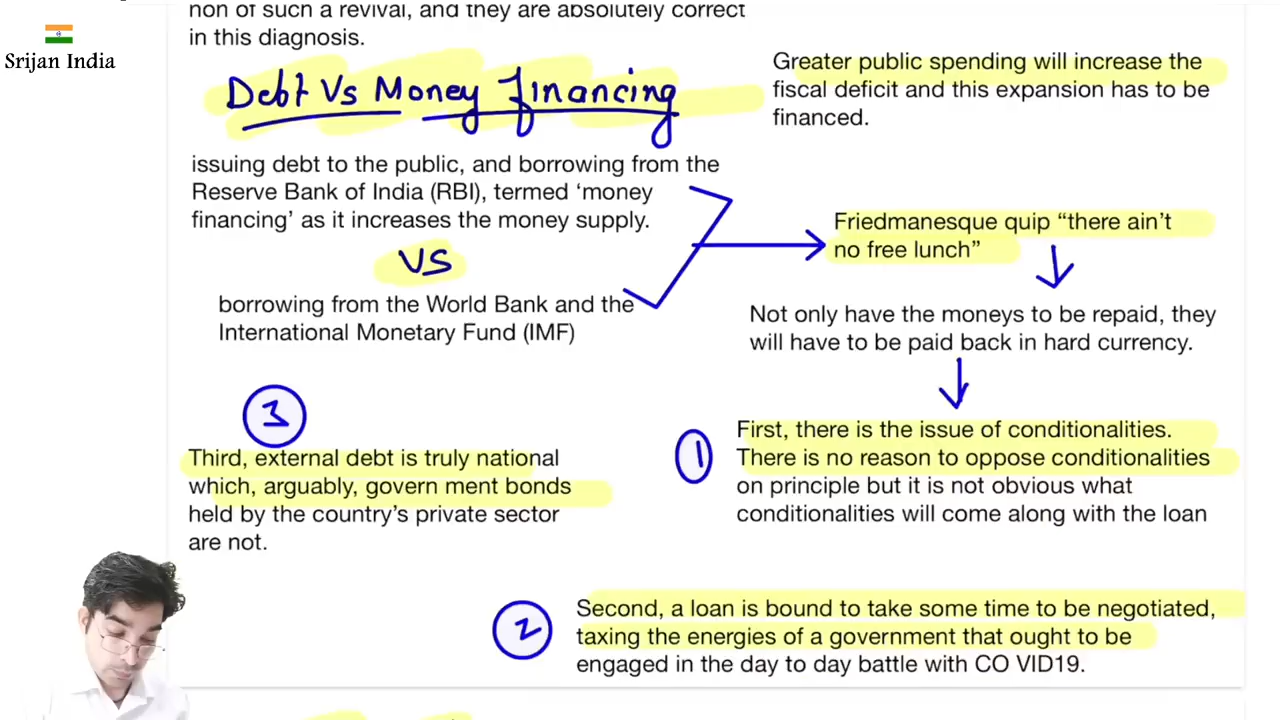 non of such a revival, and they are absolutely correct
in this diagnosis.
Srijan India
Debt Vs Money Financing
Greater public spending will increase the
fiscal deficit and this expansion has to be
financed.
issuing debt to the public, and borrowing from the
Reserve Bank of India (RBI), termed ‘money
financing’ as it increases the money supply.
VS
borrowing from the World Bank and the
International Monetary Fund (IMF)
Friedmanesque quip “there ain’t
no free lunch”
Not only have the moneys to be repaid, they
will have to be paid back in hard currency.
1
First, there is the issue of conditionalities.
There is no reason to oppose conditionalities
on principle but it is not obvious what
conditionalities will come along with the loan
3
Third, external debt is truly national
which, arguably, govern ment bonds
held by the country’s private sector
are not.
2
Second, a loan is bound to take some time to be negotiated,
taxing the energies of a government that ought to be
engaged in the day to day battle with CO VID19.